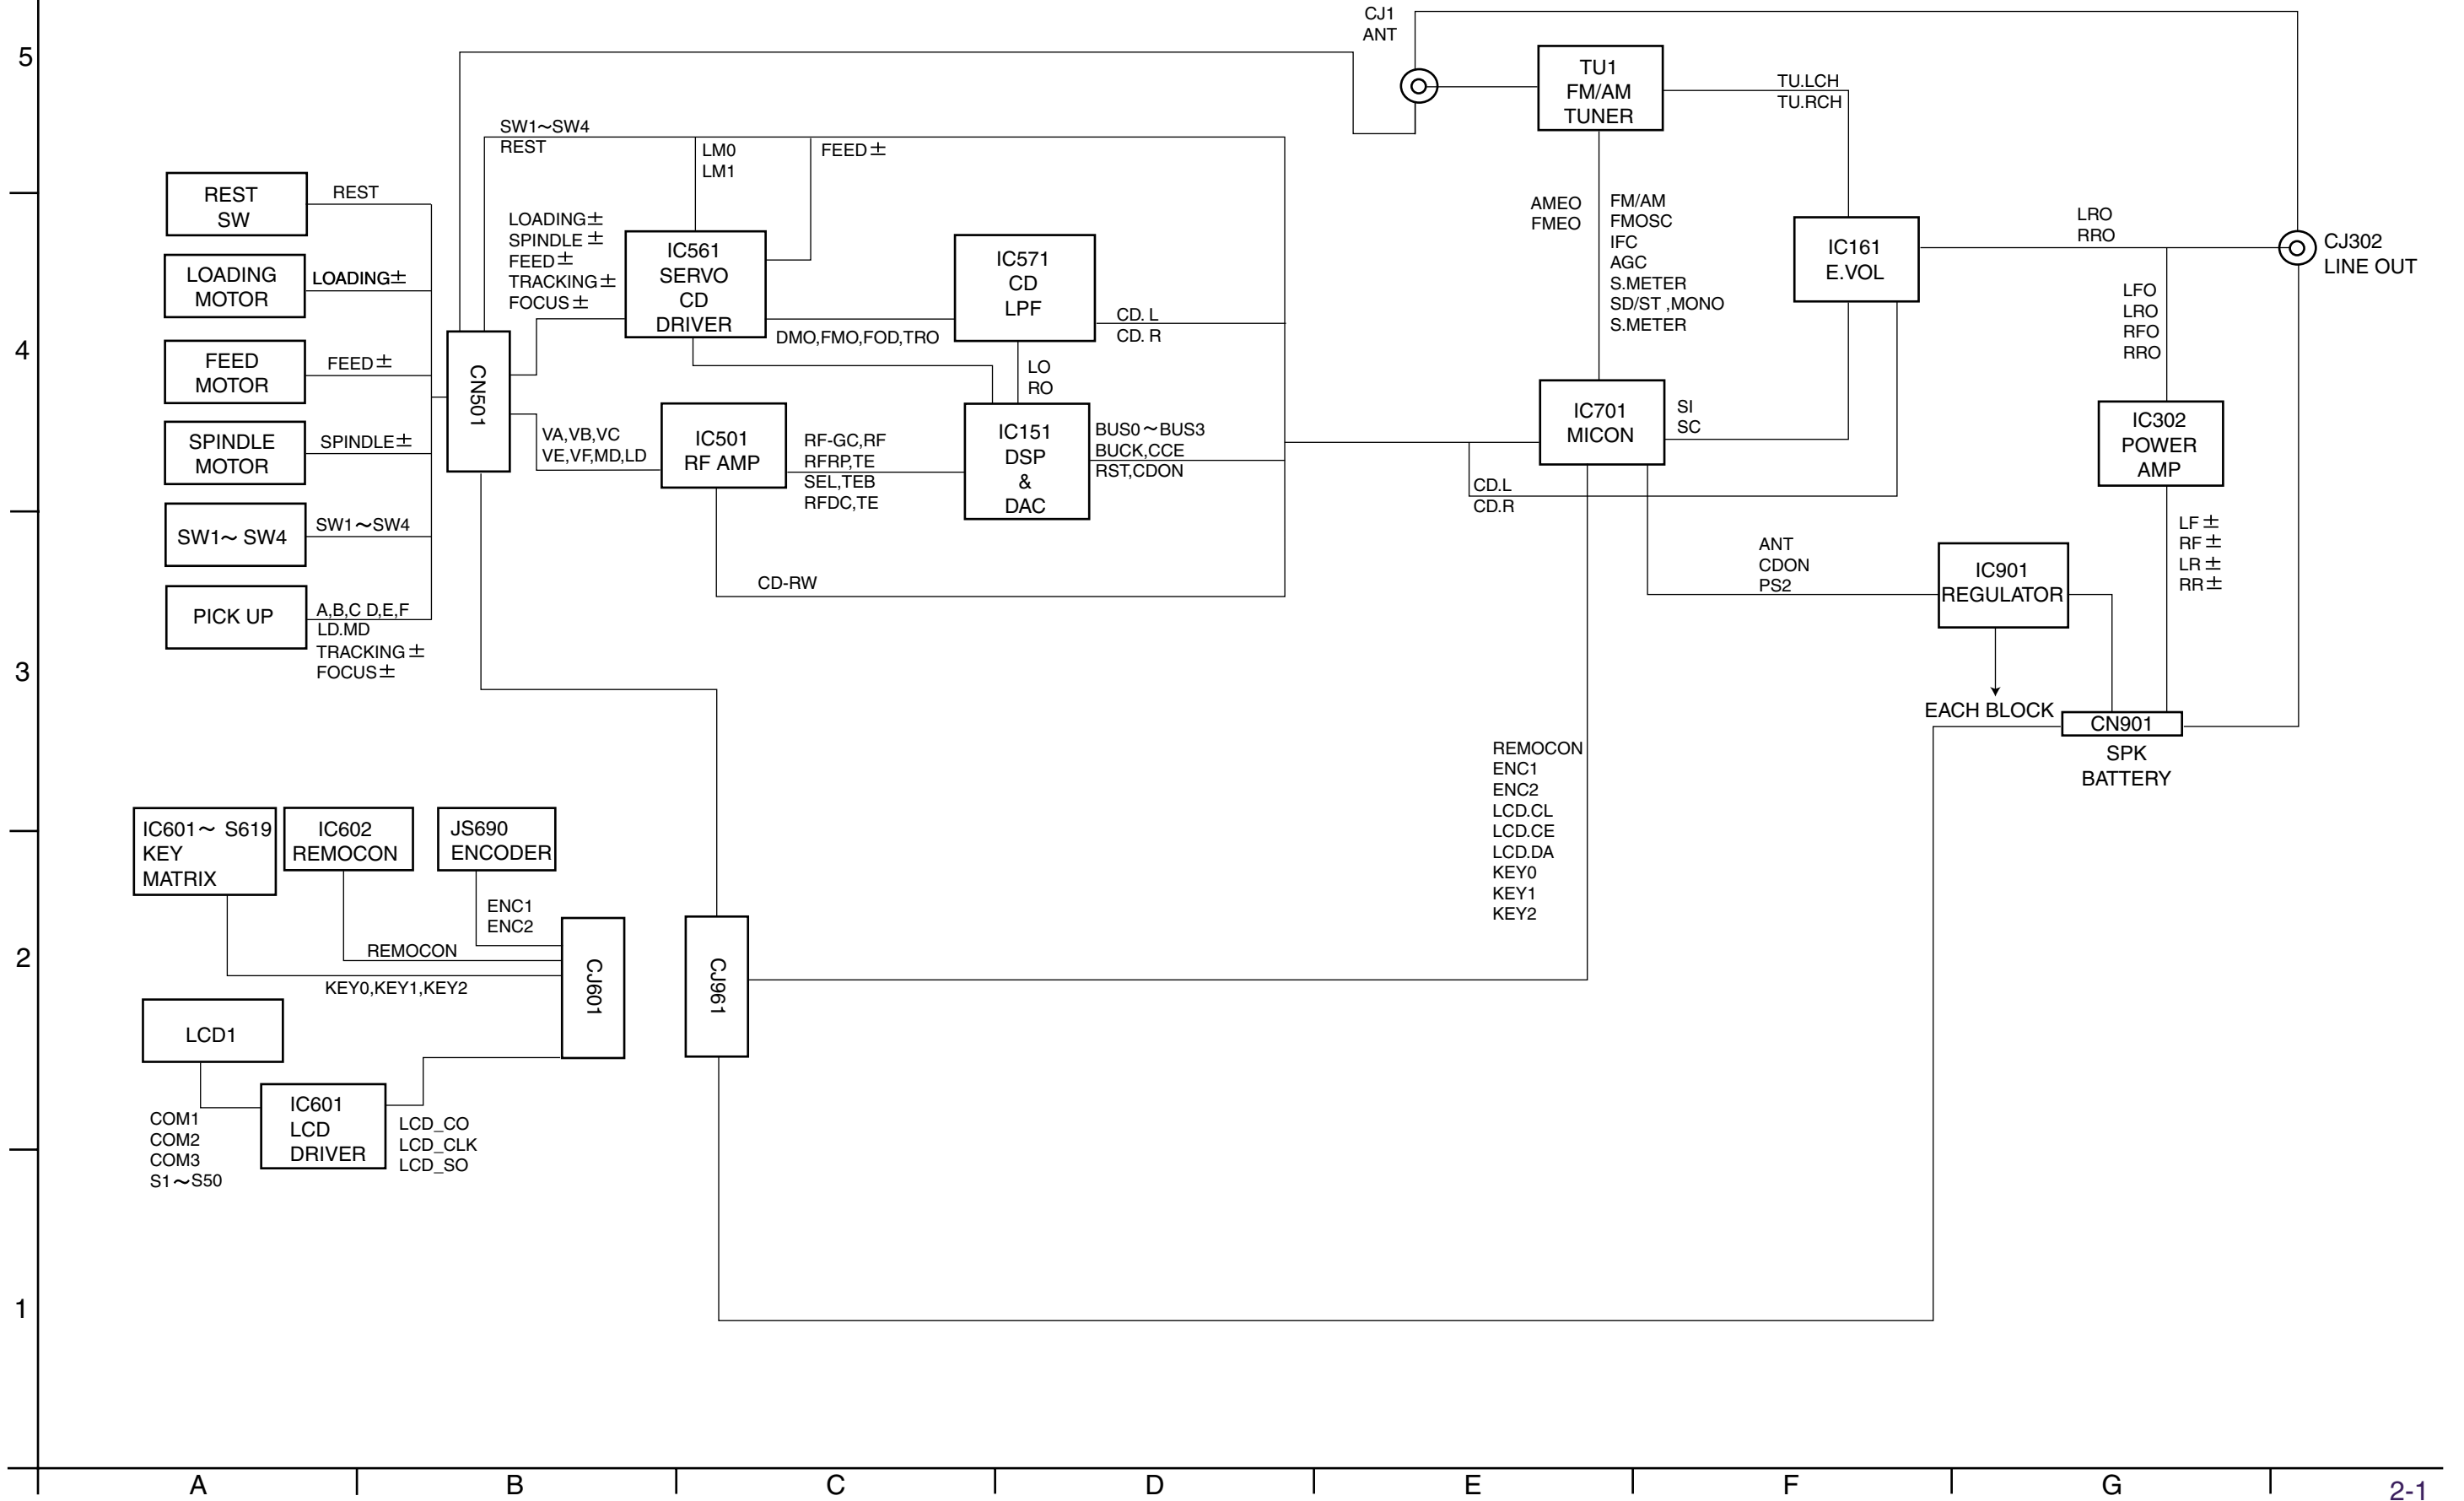 5
4
3
2
1
CJ1
ANT
TU1
FM/AM
TUNER
TU.LCH
TU.RCH
SW1～SW4
REST
LM0
LM1
FEED±
REST
SW
REST
LOADING
MOTOR
LOADING±
FEED
MOTOR
FEED±
SPINDLE
MOTOR
SPINDLE±
SW1～ SW4
SW1～SW4
PICK UP
A,B,C D,E,F
LD.MD
TRACKING±
FOCUS±
CN501
LOADING±
SPINDLE ±
FEED±
TRACKING±
FOCUS±
IC561
SERVO
CD
DRIVER
DMO,FMO,FOD,TRO
IC571
CD
LPF
CD. L
CD. R
LO
RO
VA,VB,VC
VE,VF,MD,LD
IC501
RF AMP
RF-GC,RF
RFRP,TE
SEL,TEB
RFDC,TE
IC151
DSP
&
DAC
BUS0～BUS3
BUCK,CCE
RST,CDON
CD-RW
AMEO
FMEO
FM/AM
FMOSC
IFC
AGC
S.METER
SD/ST ,MONO
S.METER
IC161
E.VOL
LRO
RRO
CJ302
LINE OUT
LFO
LRO
RFO
RRO
IC701
MICON
SI
SC
CD.L
CD.R
IC302
POWER
AMP
LF ±
RF ±
LR ±
RR ±
ANT
CDON
PS2
IC901
REGULATOR
EACH BLOCK
CN901
SPK
BATTERY
REMOCON
ENC1
ENC2
LCD.CL
LCD.CE
LCD.DA
KEY0
KEY1
KEY2
IC601～ S619
KEY
MATRIX
IC602
REMOCON
JS690
ENCODER
ENC1
ENC2
REMOCON
KEY0,KEY1,KEY2
CJ601
CJ961
LCD1
IC601
LCD
DRIVER
COM1
COM2
COM3
S1～S50
LCD_CO
LCD_CLK
LCD_SO
A
B
C
D
E
F
G
2-1